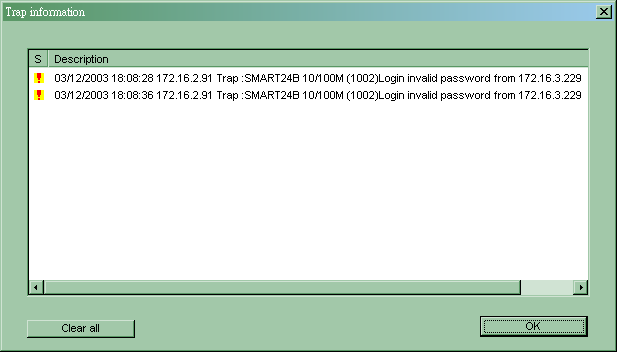 Trap information
S Description
03/12/2003 18:08:28 172.16.2.91 Trap :SMART24B 10/100M (1002)Login invalid password from 172.16.3.229
03/12/2003 18:08:36 172.16.2.91 Trap :SMART24B 10/100M (1002)Login invalid password from 172.16.3.229
Clear all
OK